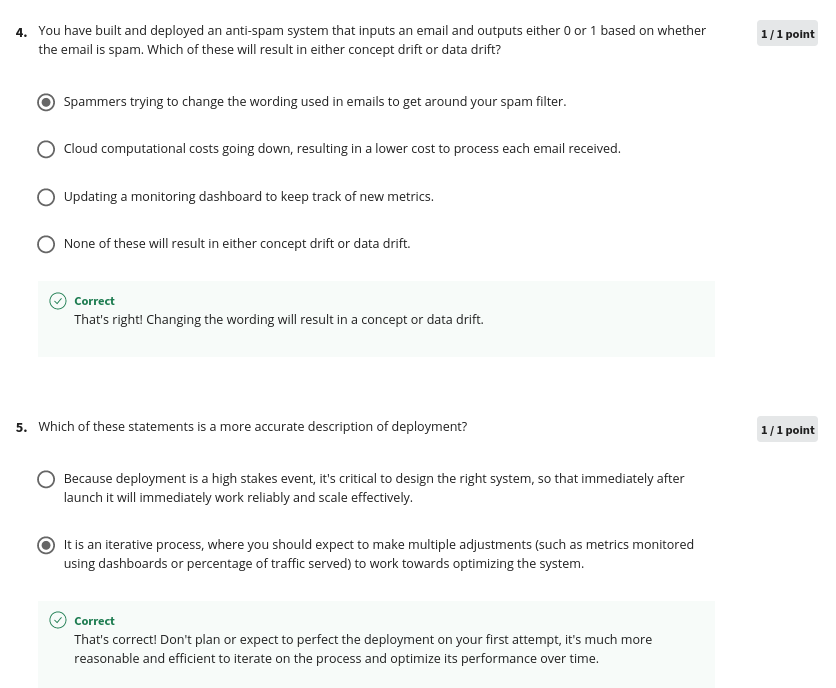 4. You have built and deployed an anti-spam system that inputs an email and outputs either 0 or 1 based on whether
the email is spam. Which of these will result in either concept drift or data drift?
1 / 1 point
Spammers trying to change the wording used in emails to get around your spam filter.
Cloud computational costs going down, resulting in a lower cost to process each email received.
Updating a monitoring dashboard to keep track of new metrics.
None of these will result in either concept drift or data drift.
Correct
That's right! Changing the wording will result in a concept or data drift.
5. Which of these statements is a more accurate description of deployment?
1 / 1 point
Because deployment is a high stakes event, it's critical to design the right system, so that immediately after
launch it will immediately work reliably and scale effectively.
It is an iterative process, where you should expect to make multiple adjustments (such as metrics monitored
using dashboards or percentage of traffic served) to work towards optimizing the system.
Correct
That's correct! Don't plan or expect to perfect the deployment on your first attempt, it's much more
reasonable and efficient to iterate on the process and optimize its performance over time.